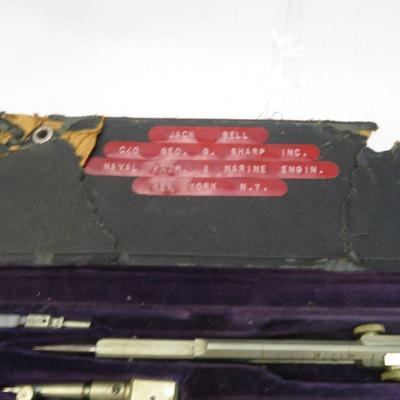 JACK BELL
C/O GEO. G. SHARP INC.
NAVAL ARCH. & MARINE ENGIN.
NEW YORK N.Y.